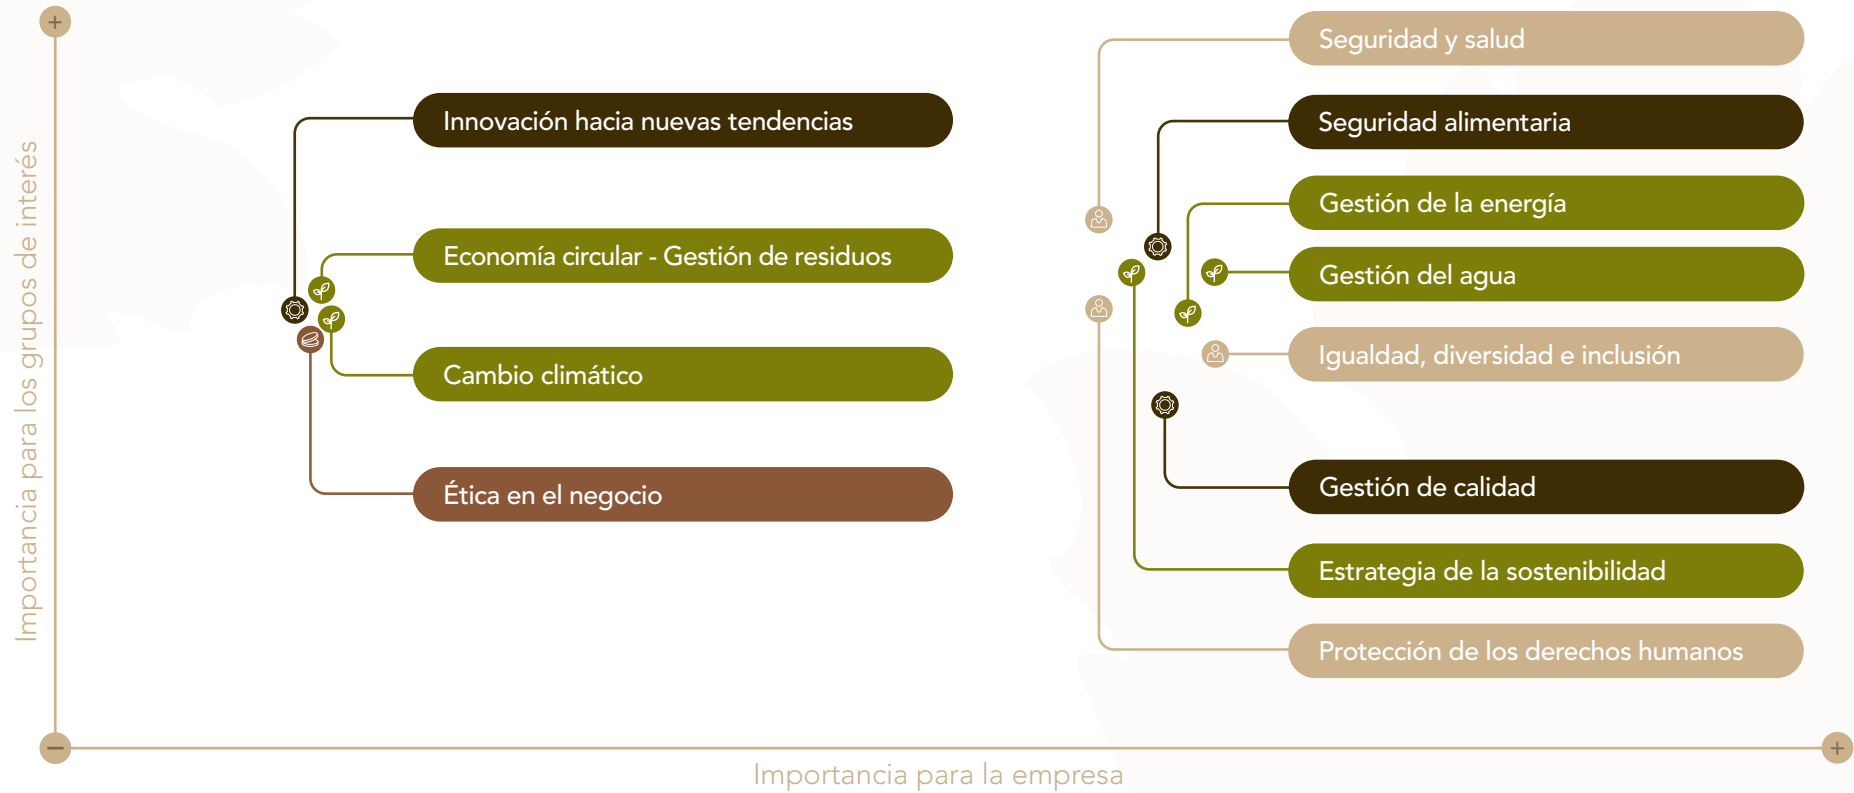 Importancia para los grupos de interés
Innovación hacia nuevas tendencias
Economía circular - Gestión de residuos
Cambio climático
Ética en el negocio
Seguridad y salud
Seguridad alimentaria
Gestión de la energía
Gestión del agua
Igualdad, diversidad e inclusión
Gestión de calidad
Estrategia de la sostenibilidad
Protección de los derechos humanos
Importancia para la empresa